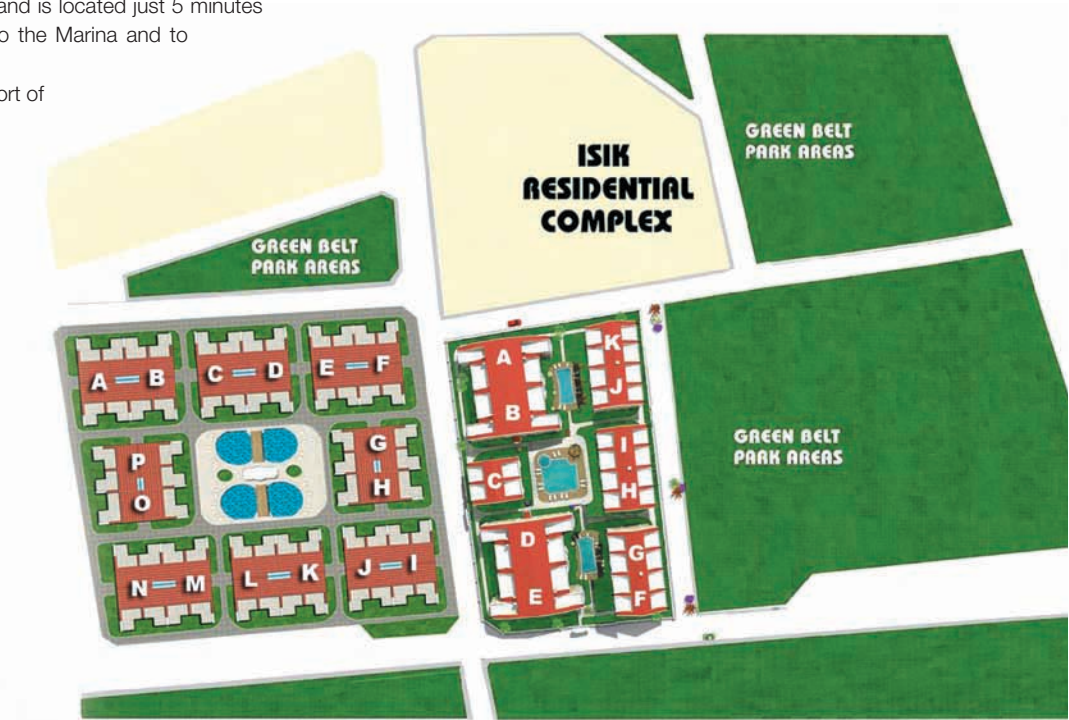 and is located just 5 minutes
o the Marina and to
ort of
ISIK
RESIDENTIAL
COMPLEX
GREEN BELT
PARK AREAS
GREEN BELT
PARK AREAS
GREEN BELT
PARK AREAS
A B
C D
E F
P
O
G
H
N M
L K
J I
A
B
K
J
C
I
H
D
E
G
F